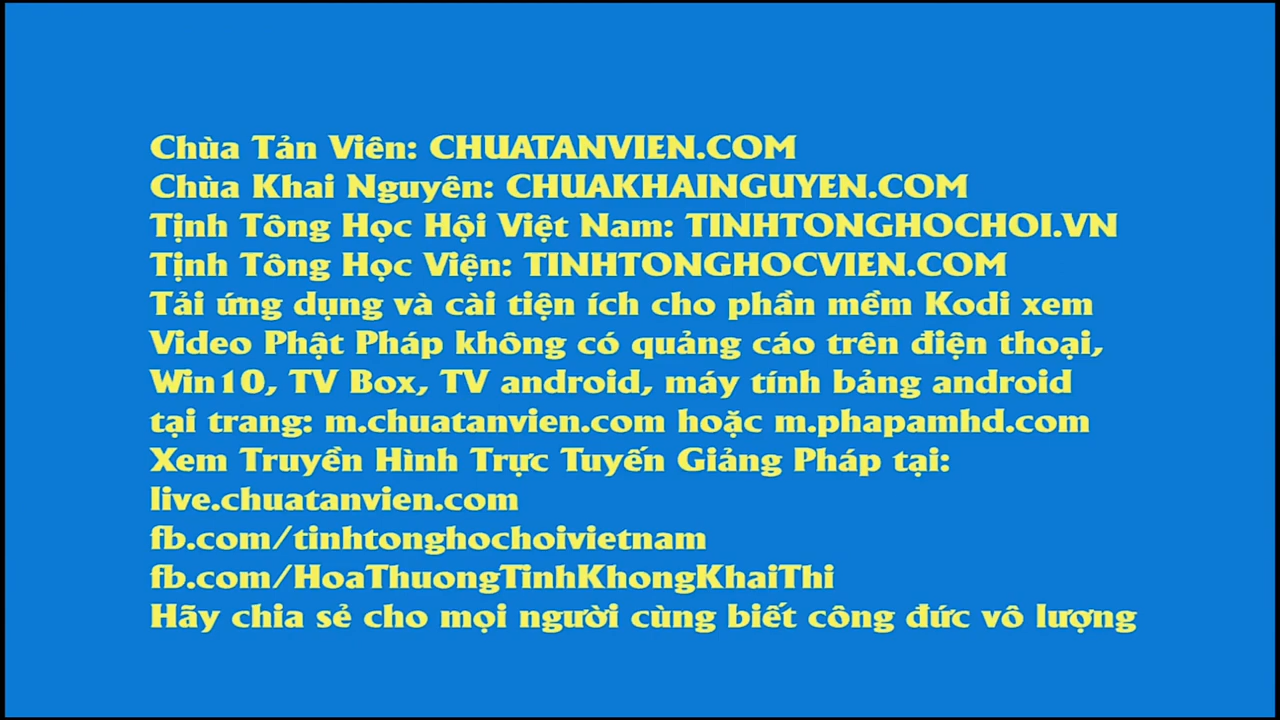 Chùa Tản Viên: CHUATANVIEN.COM
Chùa Khai Nguyên: CHUAKHAINGUYEN.COM
Tịnh Tông Học Hội Việt Nam: TINHTONGHOCHOI.VN
Tịnh Tông Học Viện: TINHTONGHOCVIEN.COM
Tải ứng dụng và cài tiện ích cho phần mềm Kodi xem
Video Phật Pháp không có quảng cáo trên điện thoại,
Win10, TV Box, TV android, máy tính bảng android
tại trang: m.chuatanvien.com hoặc m.phapamhd.com
Xem Truyền Hình Trực Tuyến Giảng Pháp tại:
live.chuatanvien.com
fb.com/tinhtonghochoivietnam
fb.com/HoaThuongTinhKhongKhaiThi
Hãy chia sẻ cho mọi người cùng biết công đức vô lượng